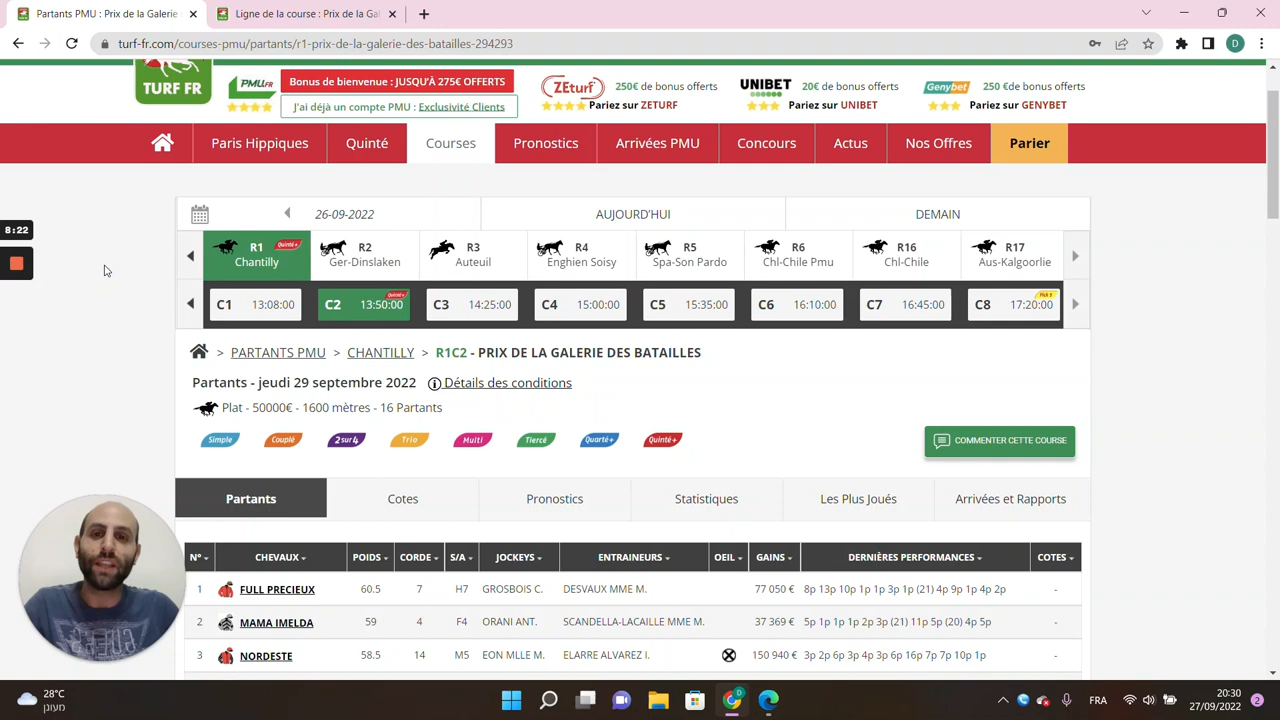 Partants PMU : Prix de la Galerie
Ligne de la course : Prix de la Gal
turf-fr.com/courses-pmu/partants/r1-prix-de-la-galerie-des-batailles-294293
D
TURF FR
PMU.FR
Bonus de bienvenue : JUSQU'À 275€ OFFERTS
J'ai déjà un compte PMU : Exclusivité Clients
ZEturf
250€ de bonus offerts
Pariez sur ZETURF
UNIBET
20€ de bonus offerts
Pariez sur UNIBET
Genybet
250 €de bonus offerts
Pariez sur GENYBET
Paris Hippiques
Quinté
Courses
Pronostics
Arrivées PMU
Concours
Actus
Nos Offres
Parier
26-09-2022
AUJOURD'HUI
DEMAIN
8:22
R1 Quinté+
Chantilly
R2
Ger-Dinslaken
R3
Auteuil
R4
Enghien Soisy
R5
Spa-Son Pardo
R6
Chl-Chile Pmu
R16
Chl-Chile
R17
Aus-Kalgoorlie
C1 13:08:00
C2 13:50:00 Quinté+
C3 14:25:00
C4 15:00:00
C5 15:35:00
C6 16:10:00
C7 16:45:00
C8 17:20:00 Pick 5
> PARTANTS PMU > CHANTILLY > R1C2 - PRIX DE LA GALERIE DES BATAILLES
Partants - jeudi 29 septembre 2022 Détails des conditions
Plat - 50000€ - 1600 mètres - 16 Partants
Simple Couplé 2sur4 Trio Multi Tiercé Quarté+ Quinté+
COMMENTER CETTE COURSE
Partants Cotes Pronostics Statistiques Les Plus Joués Arrivées et Rapports
N° CHEVAUX POIDS CORDE S/A JOCKEYS ENTRAINEURS OEIL GAINS DERNIÈRES PERFORMANCES COTES
1 FULL PRECIEUX 60.5 7 H7 GROSBOIS C. DESVAUX MME M. 77 050 € 8p 13p 10p 1p 1p 3p 1p (21) 4p 9p 1p 4p 2p -
2 MAMA IMELDA 59 4 F4 ORANI ANT. SCANDELLA-LACAILLE MME M. 37 369 € 5p 1p 1p 1p 2p 3p (21) 11p 5p (20) 4p 5p -
3 NORDESTE 58.5 14 M5 EON MLLE M. ELARRE ALVAREZ I. 150 940 € 3p 2p 6p 3p 4p 3p 6p 16p 7p 7p 10p 1p -
28°C
מעונן
D
FRA
20:30
27/09/2022
2